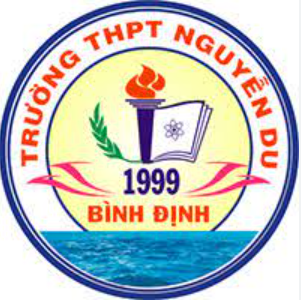 TRƯỜNG THPT NGUYỄN DU
1999
BÌNH ĐỊNH